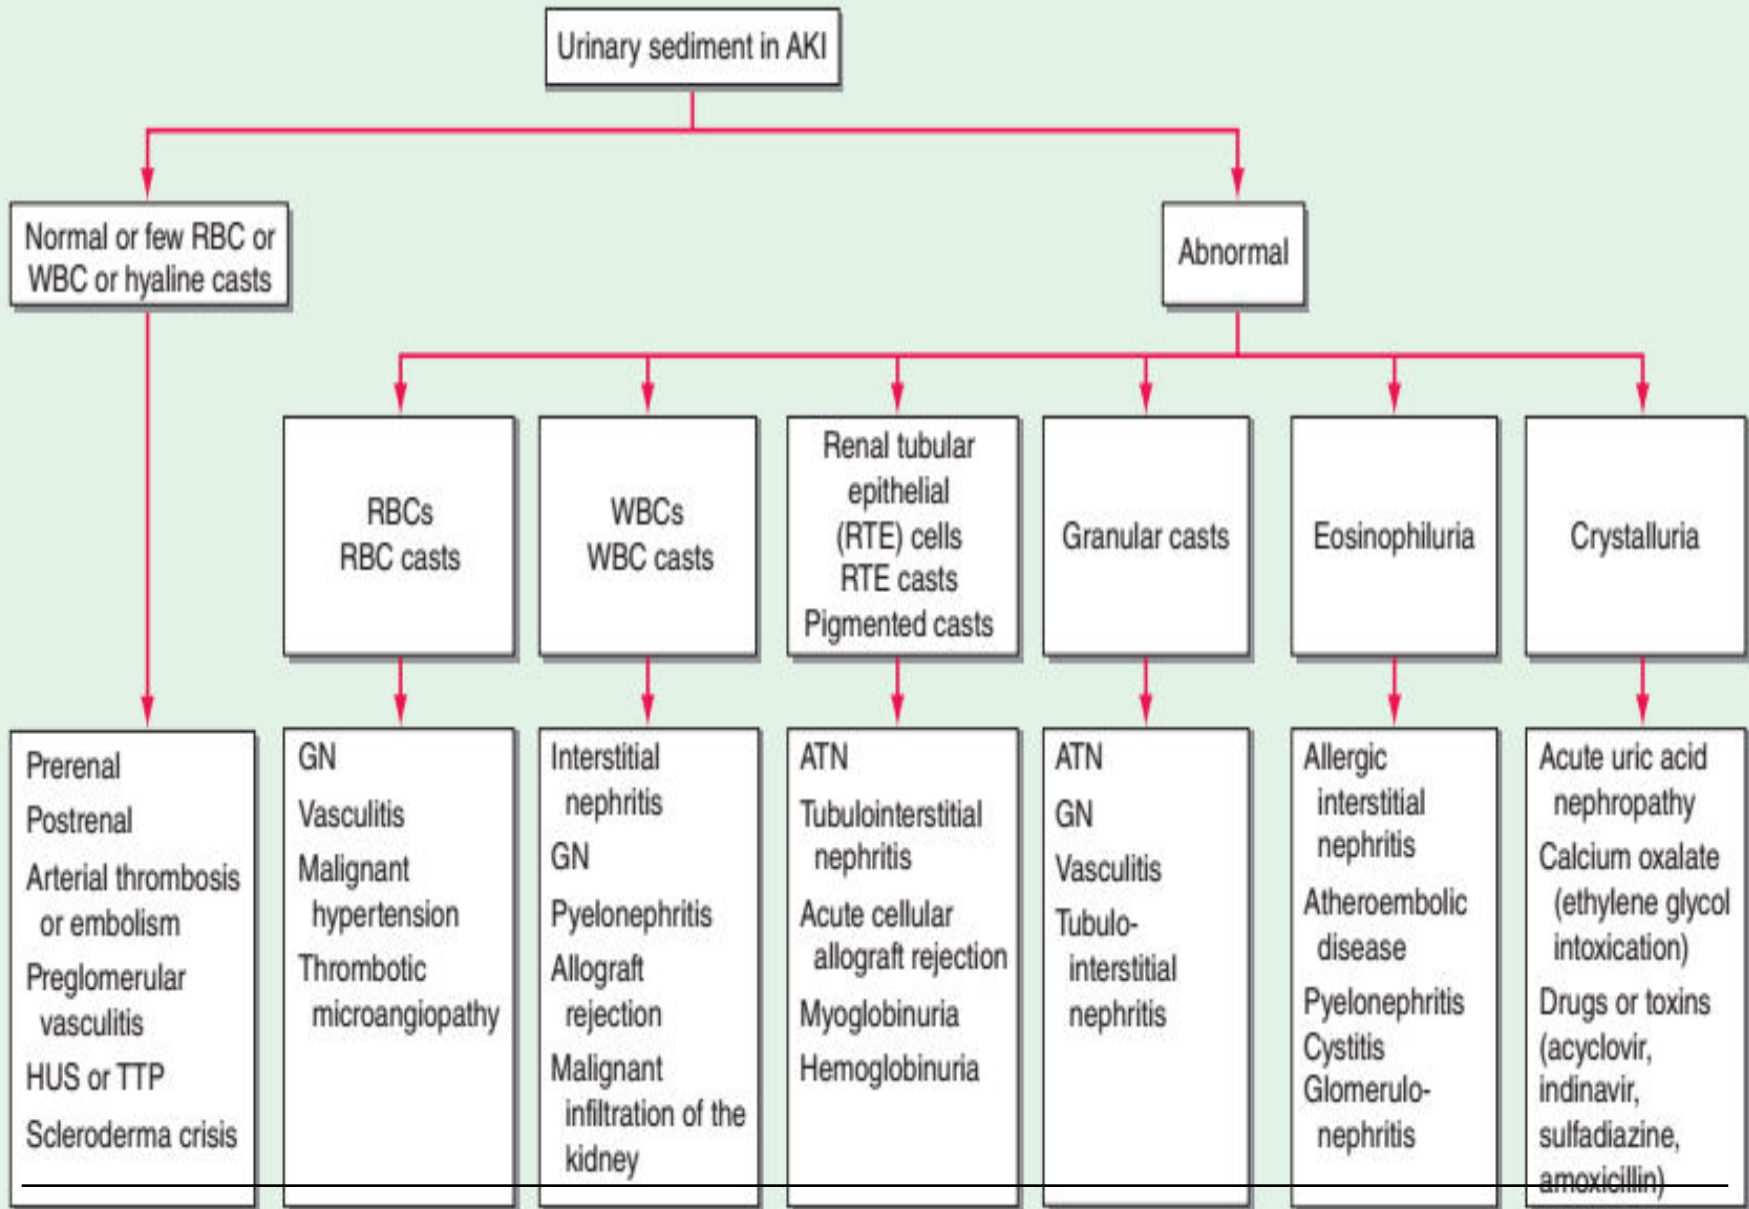 Urinary sediment in AKI
Normal or few RBC or
WBC or hyaline casts
Abnormal
RBCs
RBC casts
WBCs
WBC casts
Renal tubular
epithelial
(RTE) cells
RTE casts
Pigmented casts
Granular casts
Eosinophiluria
Crystalluria
Prerenal
Postrenal
Arterial thrombosis
or embolism
Preglomerular
vasculitis
HUS or TTP
Scleroderma crisis
GN
Vasculitis
Malignant
hypertension
Thrombotic
microangiopathy
Interstitial
nephritis
GN
Pyelonephritis
Allograft
rejection
Malignant
infiltration of the
kidney
ATN
Tubulointerstitial
nephritis
Acute cellular
allograft rejection
Myoglobinuria
Hemoglobinuria
ATN
GN
Vasculitis
Tubulo-
interstitial
nephritis
Allergic
interstitial
nephritis
Atheroembolic
disease
Pyelonephritis
Cystitis
Glomerulo-
nephritis
Acute uric acid
nephropathy
Calcium oxalate
(ethylene glycol
intoxication)
Drugs or toxins
(acyclovir,
indinavir,
sulfadiazine,
amoxicillin)